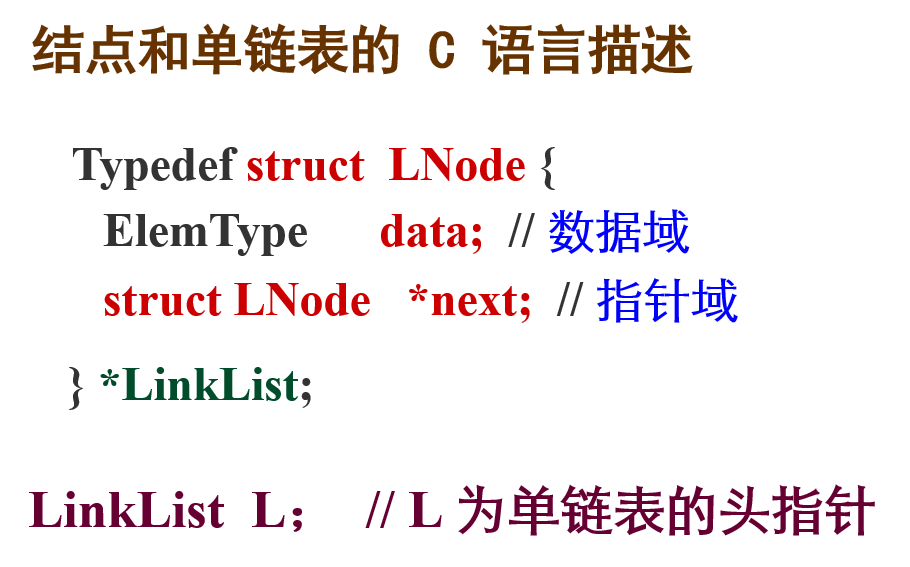 结点和单链表的 C 语言描述
Typedef struct LNode {
ElemType data; // 数据域
struct LNode *next; // 指针域
} *LinkList;
LinkList L； // L 为单链表的头指针